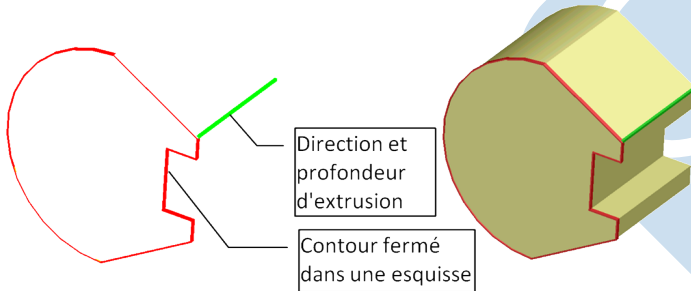 Direction et
profondeur
d'extrusion
Contour fermé
dans une esquisse